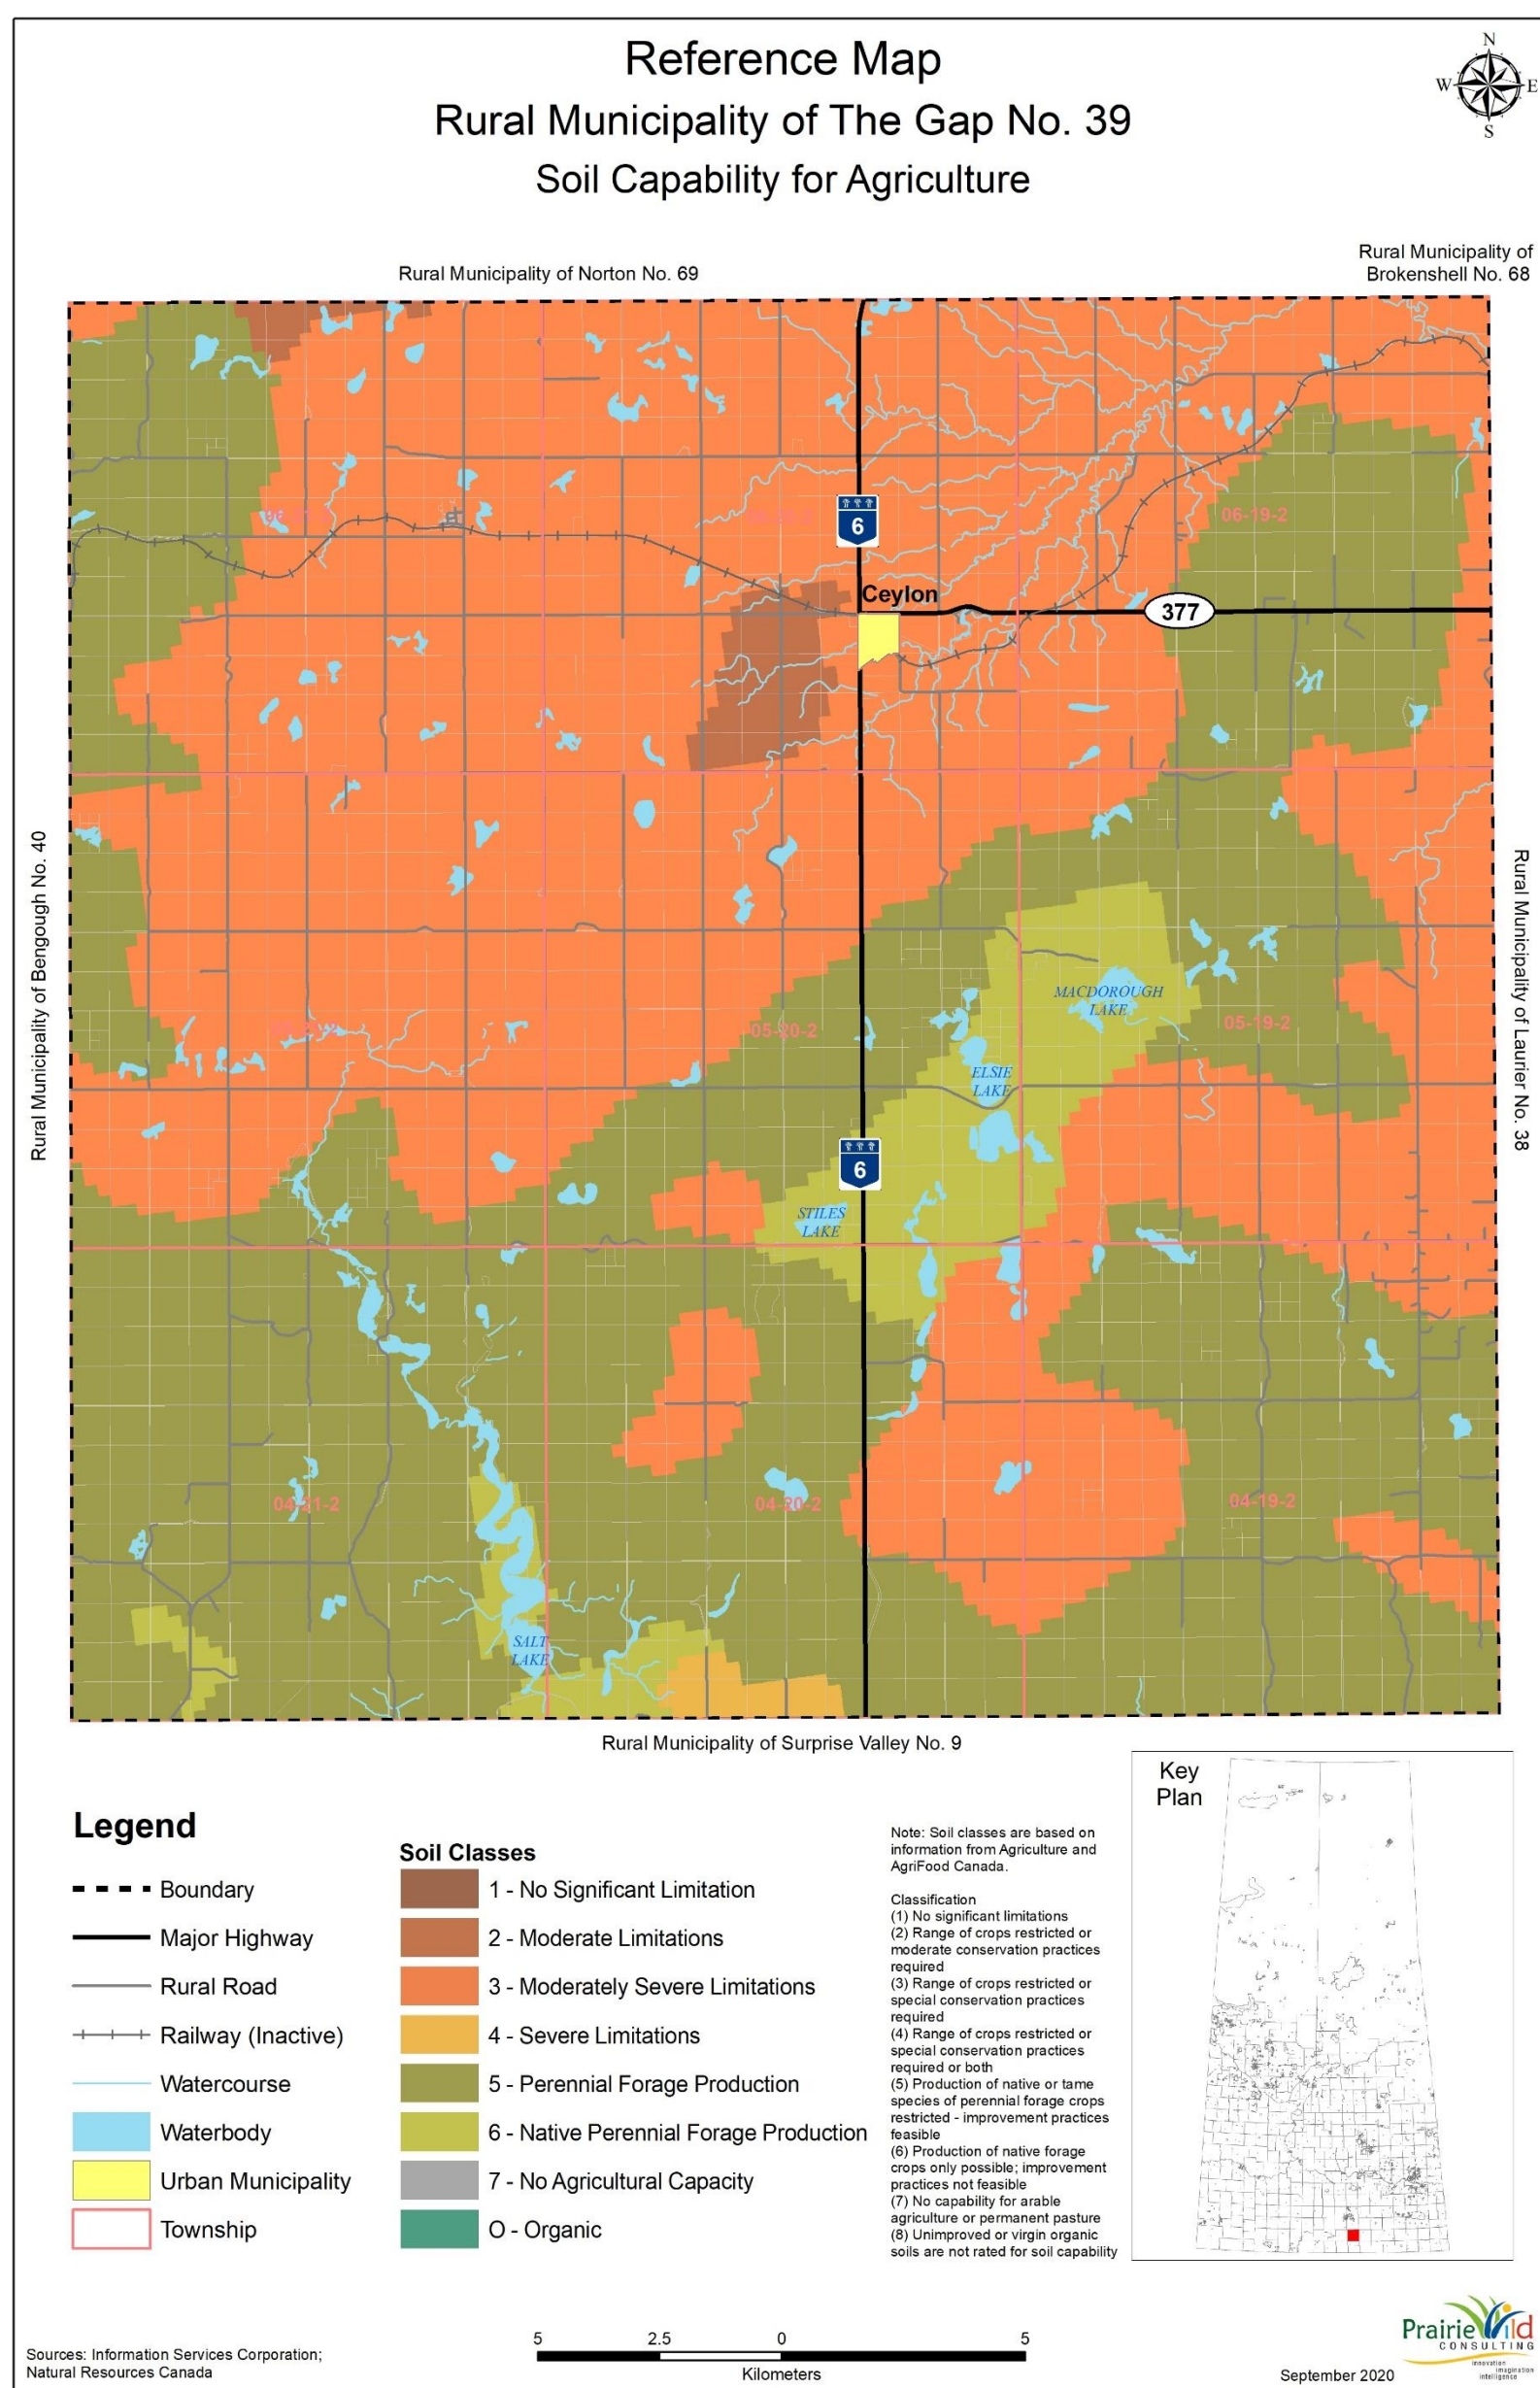 Reference Map
Rural Municipality of The Gap No. 39
Soil Capability for Agriculture
N
W
E
S
Rural Municipality of Norton No. 69
Rural Municipality of
Brokenshell No. 68
Rural Municipality of Bengough No. 40
Rural Municipality of Laurier No. 38
6
06-19-2
Ceylon
377
MACDOROUGH
LAKE
05-20-2
05-19-2
ELSIE
LAKE
6
STILES
LAKE
04-21-2
04-20-2
04-19-2
SALT
LAKE
Rural Municipality of Surprise Valley No. 9
Legend
Boundary
Major Highway
Rural Road
Railway (Inactive)
Watercourse
Waterbody
Urban Municipality
Township
Soil Classes
1 - No Significant Limitation
2 - Moderate Limitations
3 - Moderately Severe Limitations
4 - Severe Limitations
5 - Perennial Forage Production
6 - Native Perennial Forage Production
7 - No Agricultural Capacity
O - Organic
Note: Soil classes are based on
information from Agriculture and
AgriFood Canada.
Classification
(1) No significant limitations
(2) Range of crops restricted or
moderate conservation practices
required
(3) Range of crops restricted or
special conservation practices
required
(4) Range of crops restricted or
special conservation practices
required or both
(5) Production of native or tame
species of perennial forage crops
restricted - improvement practices
feasible
(6) Production of native forage
crops only possible; improvement
practices not feasible
(7) No capability for arable
agriculture or permanent pasture
(8) Unimproved or virgin organic
soils are not rated for soil capability
Key
Plan
Sources: Information Services Corporation;
Natural Resources Canada
5 2.5 0 5
Kilometers
September 2020
PrairieWild
CONSULTING
innovation
imagination
intelligence